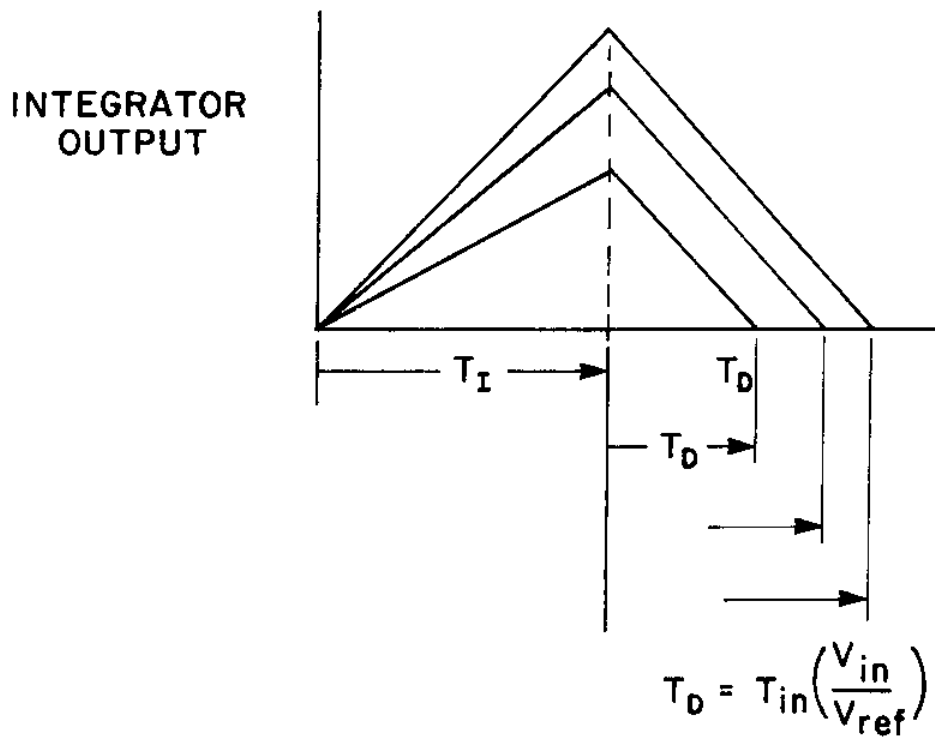 INTEGRATOR
OUTPUT
T_I
T_D
T_D
T_D = T_in(V_in/V_ref)